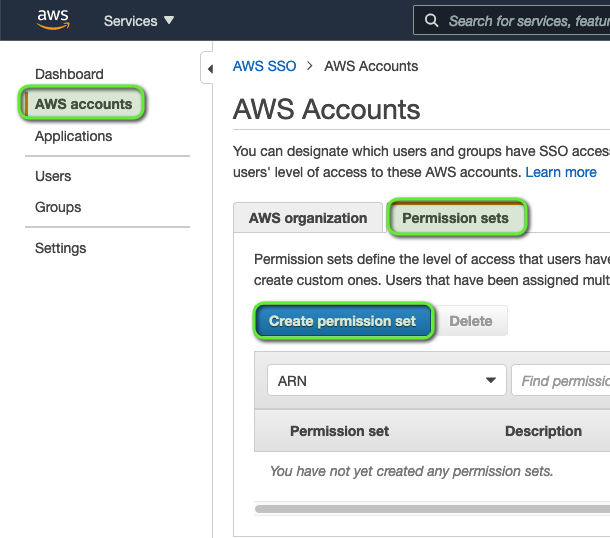 aws Services Search for services, featur
Dashboard
AWS accounts
Applications
Users
Groups
Settings
AWS SSO > AWS Accounts
AWS Accounts
You can designate which users and groups have SSO access
users' level of access to these AWS accounts. Learn more
AWS organization Permission sets
Permission sets define the level of access that users have
create custom ones. Users that have been assigned mult
Create permission set Delete
ARN Find permissio
Permission set Description
You have not yet created any permission sets.